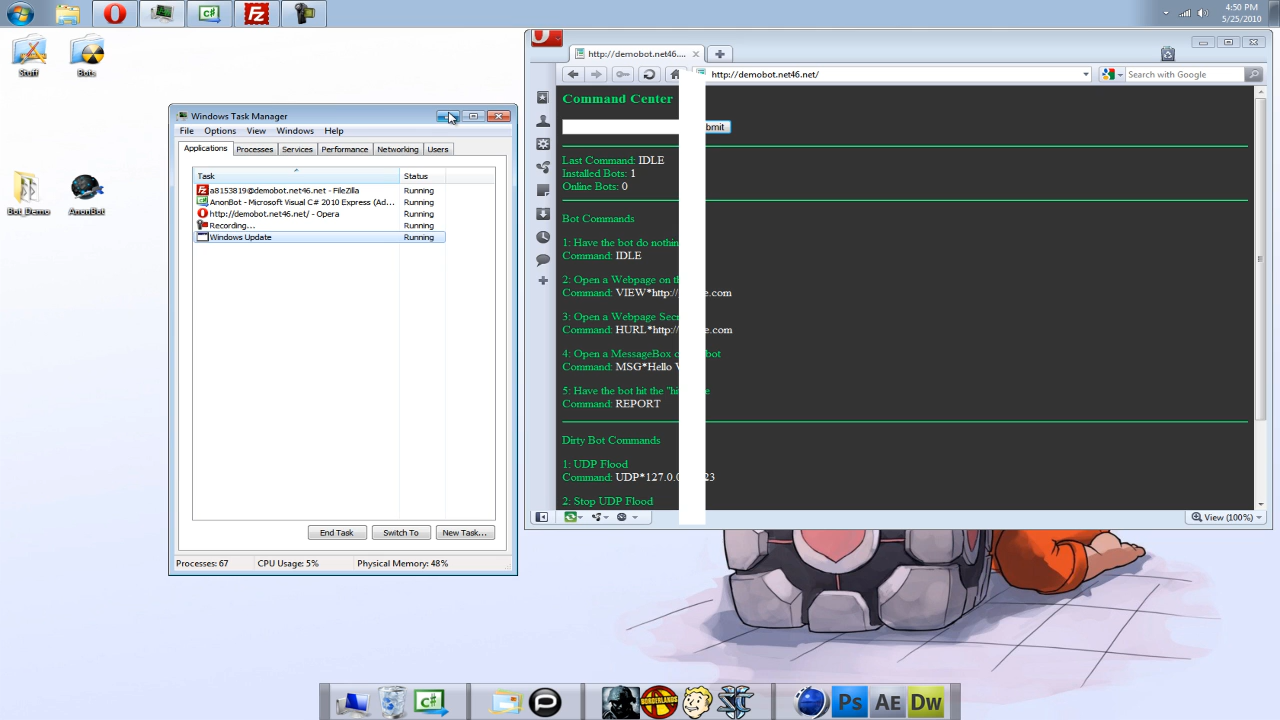 4:50 PM
5/25/2010
Stuff
Bots
Bot_Demo
AnonBot
Windows Task Manager
File Options View Windows Help
Applications Processes Services Performance Networking Users
Task Status
a8153819@demobot.net46.net - FileZilla Running
AnonBot - Microsoft Visual C# 2010 Express (Ad... Running
http://demobot.net46.net/ - Opera Running
Recording... Running
Windows Update Running
End Task Switch To New Task...
Processes: 67 CPU Usage: 5% Physical Memory: 48%
http://demobot.net46....
http://demobot.net46.net/
Search with Google
Command Center
bmit
Last Command: IDLE
Installed Bots: 1
Online Bots: 0
Bot Commands
1: Have the bot do nothin
Command: IDLE
2: Open a Webpage on th
Command: VIEW*http:/ e.com
3: Open a Webpage Secr
Command: HURL*http:/ e.com
4: Open a MessageBox bot
Command: MSG*Hello
5: Have the bot hit the "hi
Command: REPORT
Dirty Bot Commands
1: UDP Flood
Command: UDP*127.0. 23
2: Stop UDP Flood
View (100%)
C#
BORDERLANDS
Ps
AE
Dw